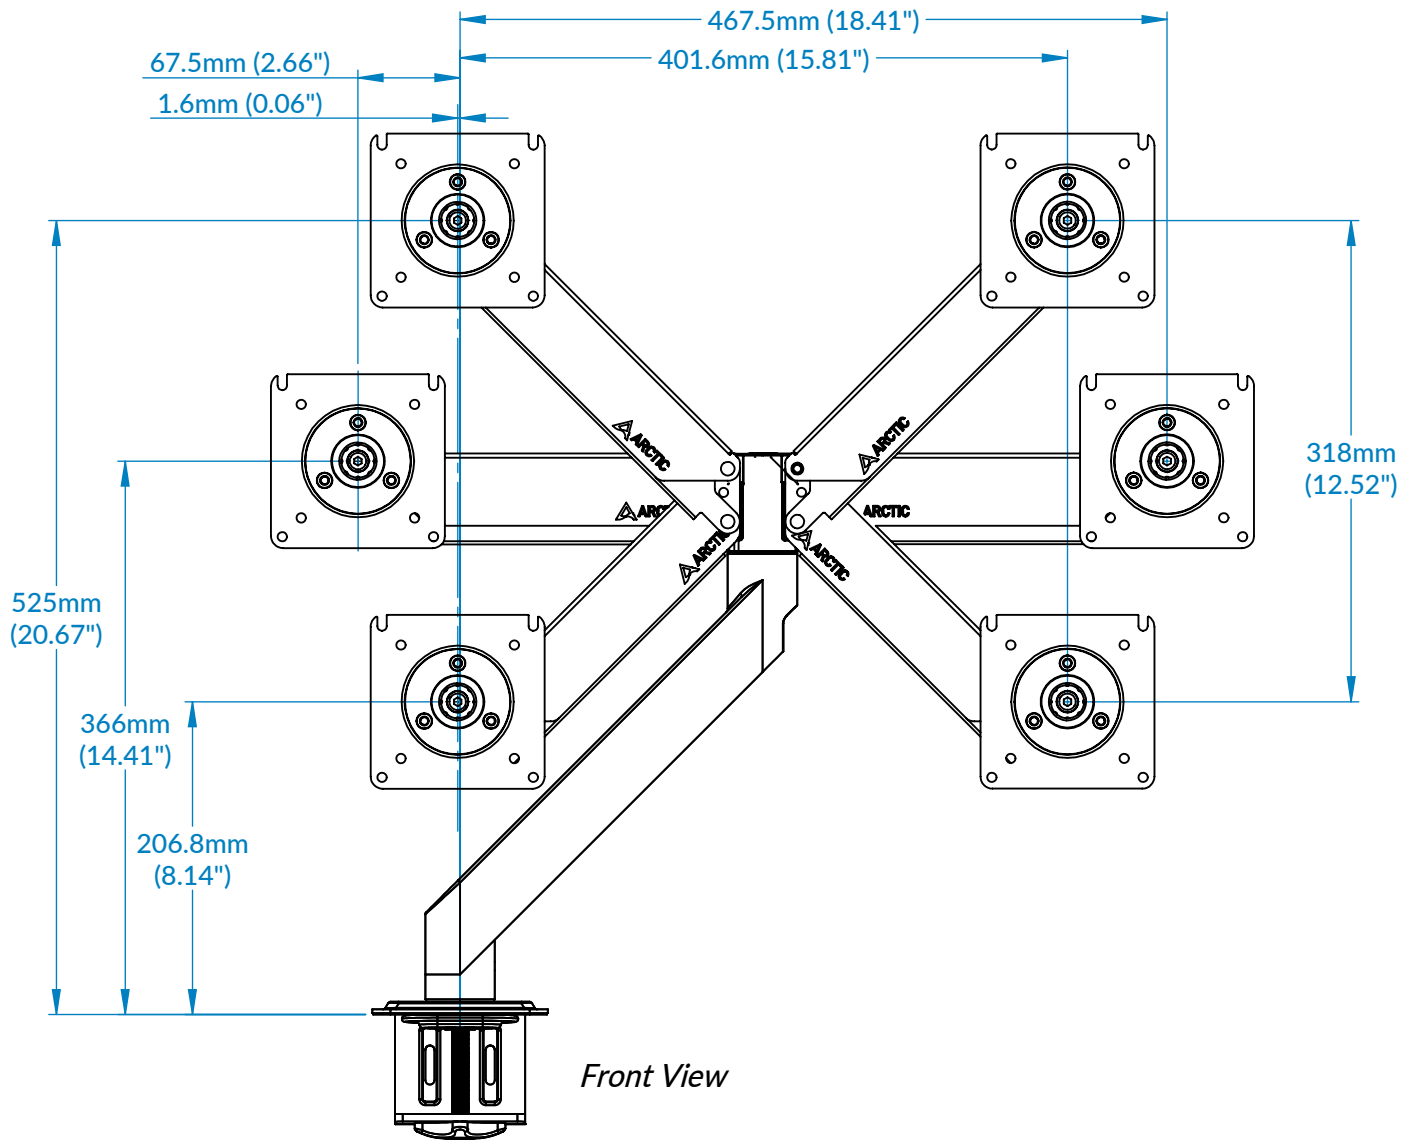 467.5mm (18.41")
401.6mm (15.81")
67.5mm (2.66")
1.6mm (0.06")
ARCTIC
ARCTIC
318mm
(12.52")
ARCTIC
ARCTIC
ARCTIC
525mm
(20.67")
366mm
(14.41")
206.8mm
(8.14")
Front View